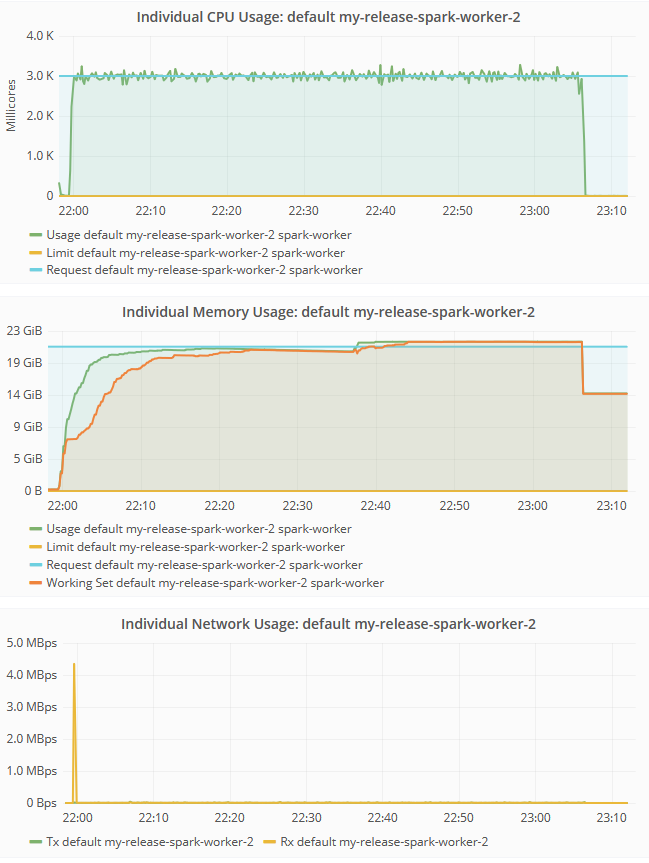 Individual CPU Usage: default my-release-spark-worker-2
4.0 K
3.0 K
2.0 K
1.0 K
0
Millicores
22:00 22:10 22:20 22:30 22:40 22:50 23:00 23:10
Usage default my-release-spark-worker-2 spark-worker
Limit default my-release-spark-worker-2 spark-worker
Request default my-release-spark-worker-2 spark-worker
Individual Memory Usage: default my-release-spark-worker-2
23 GiB
19 GiB
14 GiB
9 GiB
5 GiB
0 B
22:00 22:10 22:20 22:30 22:40 22:50 23:00 23:10
Usage default my-release-spark-worker-2 spark-worker
Limit default my-release-spark-worker-2 spark-worker
Request default my-release-spark-worker-2 spark-worker
Working Set default my-release-spark-worker-2 spark-worker
Individual Network Usage: default my-release-spark-worker-2
5.0 MBps
4.0 MBps
3.0 MBps
2.0 MBps
1.0 MBps
0 Bps
22:00 22:10 22:20 22:30 22:40 22:50 23:00 23:10
Tx default my-release-spark-worker-2 Rx default my-release-spark-worker-2